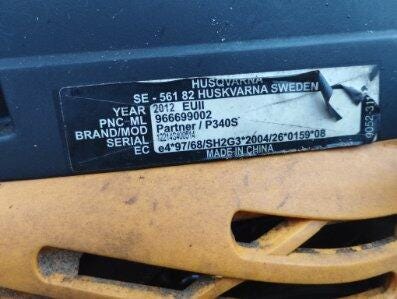 HUSQVARNA
SE - 561 82 HUSKVARNA SWEDEN
YEAR 2012 EUII
PNC ML 966699002
BRAND/MOD Partner / P340S
SERIAL 12214S400514
EC e4*97/68/SH2G3*2004/26*0159*08
MADE IN CHINA